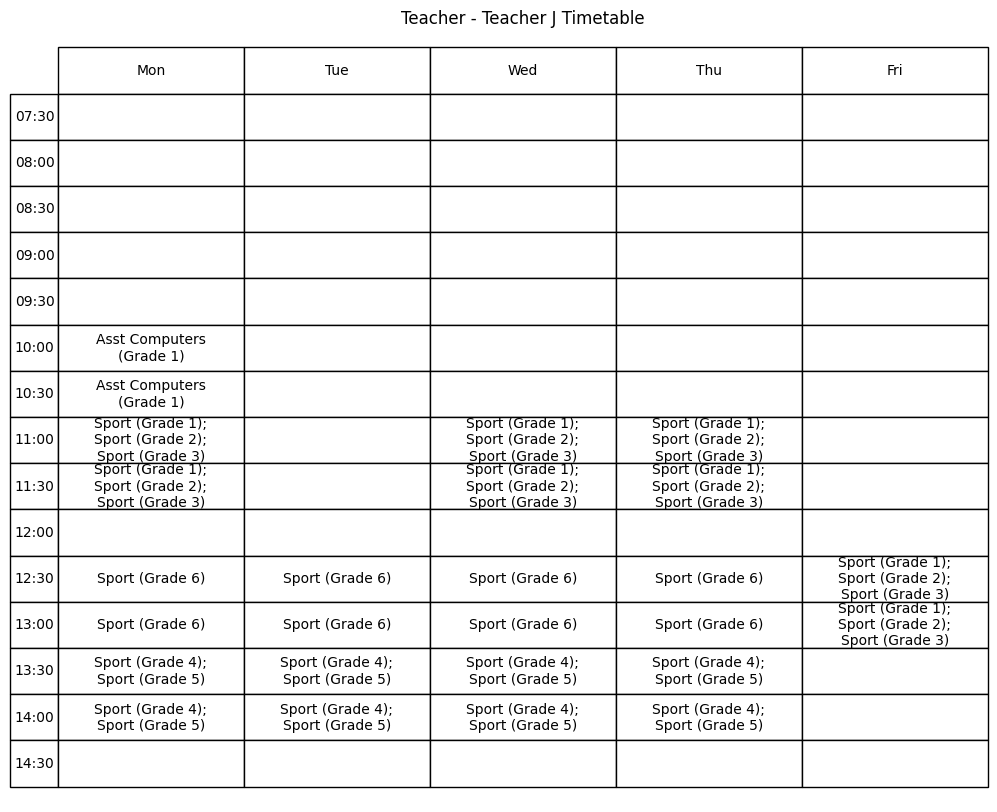 Teacher - Teacher J Timetable
Mon Tue Wed Thu Fri
07:30
08:00
08:30
09:00
09:30
10:00
Asst Computers
(Grade 1)
10:30
Asst Computers
(Grade 1)
11:00
Sport (Grade 1);
Sport (Grade 2);
Sport (Grade 3)
Sport (Grade 1);
Sport (Grade 2);
Sport (Grade 3)
Sport (Grade 1);
Sport (Grade 2);
Sport (Grade 3)
11:30
Sport (Grade 1);
Sport (Grade 2);
Sport (Grade 3)
Sport (Grade 1);
Sport (Grade 2);
Sport (Grade 3)
Sport (Grade 1);
Sport (Grade 2);
Sport (Grade 3)
12:00
12:30
Sport (Grade 6)
Sport (Grade 6)
Sport (Grade 6)
Sport (Grade 6)
Sport (Grade 1);
Sport (Grade 2);
Sport (Grade 3)
13:00
Sport (Grade 6)
Sport (Grade 6)
Sport (Grade 6)
Sport (Grade 6)
Sport (Grade 1);
Sport (Grade 2);
Sport (Grade 3)
13:30
Sport (Grade 4);
Sport (Grade 5)
Sport (Grade 4);
Sport (Grade 5)
Sport (Grade 4);
Sport (Grade 5)
Sport (Grade 4);
Sport (Grade 5)
14:00
Sport (Grade 4);
Sport (Grade 5)
Sport (Grade 4);
Sport (Grade 5)
Sport (Grade 4);
Sport (Grade 5)
Sport (Grade 4);
Sport (Grade 5)
14:30